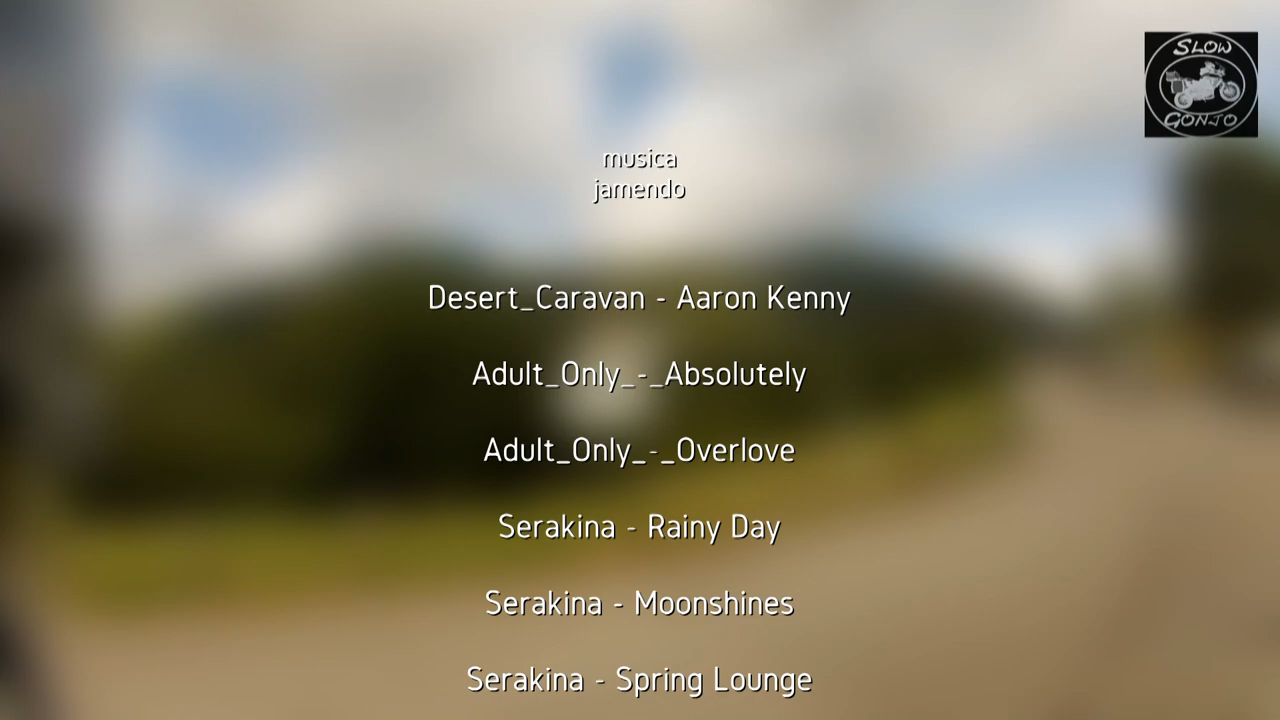 SLOW
GONJO
musica
jamendo
Desert_Caravan - Aaron Kenny
Adult_Only_-_Absolutely
Adult_Only_-_Overlove
Serakina - Rainy Day
Serakina - Moonshines
Serakina - Spring Lounge